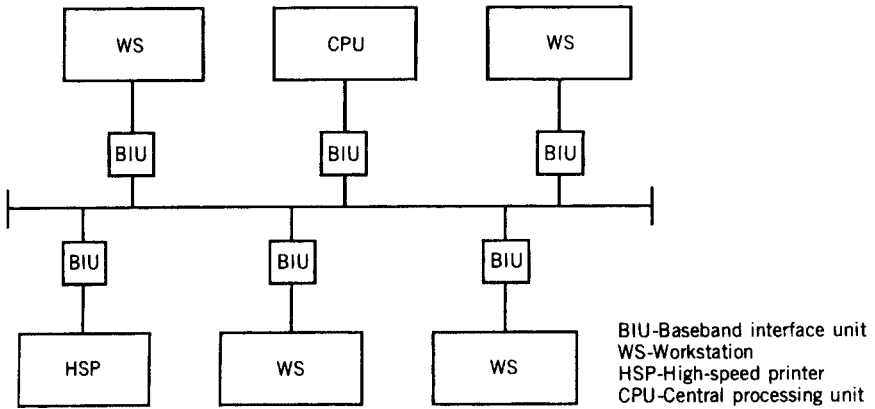 WS
CPU
WS
BIU
BIU
BIU
BIU
BIU
BIU
HSP
WS
WS
BIU-Baseband interface unit
WS-Workstation
HSP-High-speed printer
CPU-Central processing unit